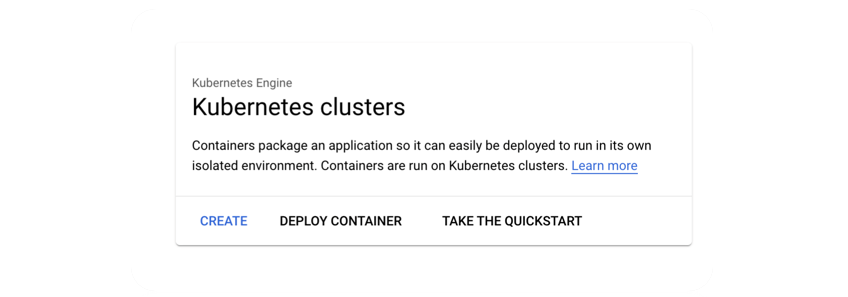 Kubernetes Engine
Kubernetes clusters
Containers package an application so it can easily be deployed to run in its own
isolated environment. Containers are run on Kubernetes clusters. Learn more
CREATE DEPLOY CONTAINER TAKE THE QUICKSTART